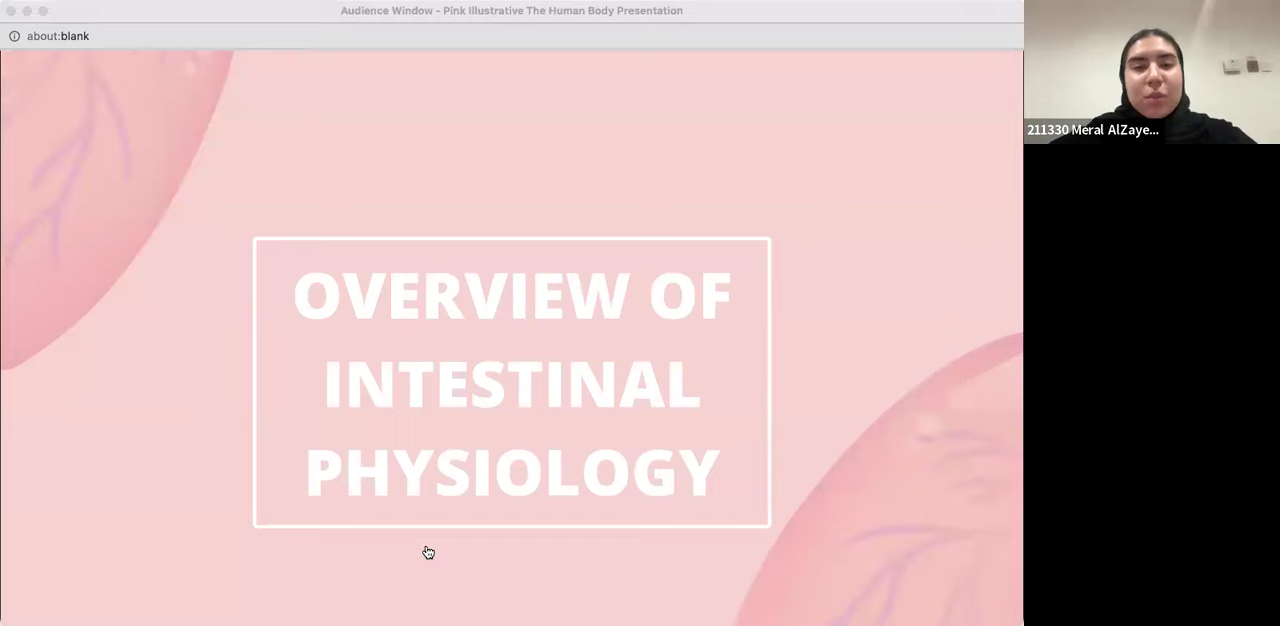 Audience Window - Pink Illustrative The Human Body Presentation
about:blank
211330 Meral AlZaye...
OVERVIEW OF
INTESTINAL
PHYSIOLOGY